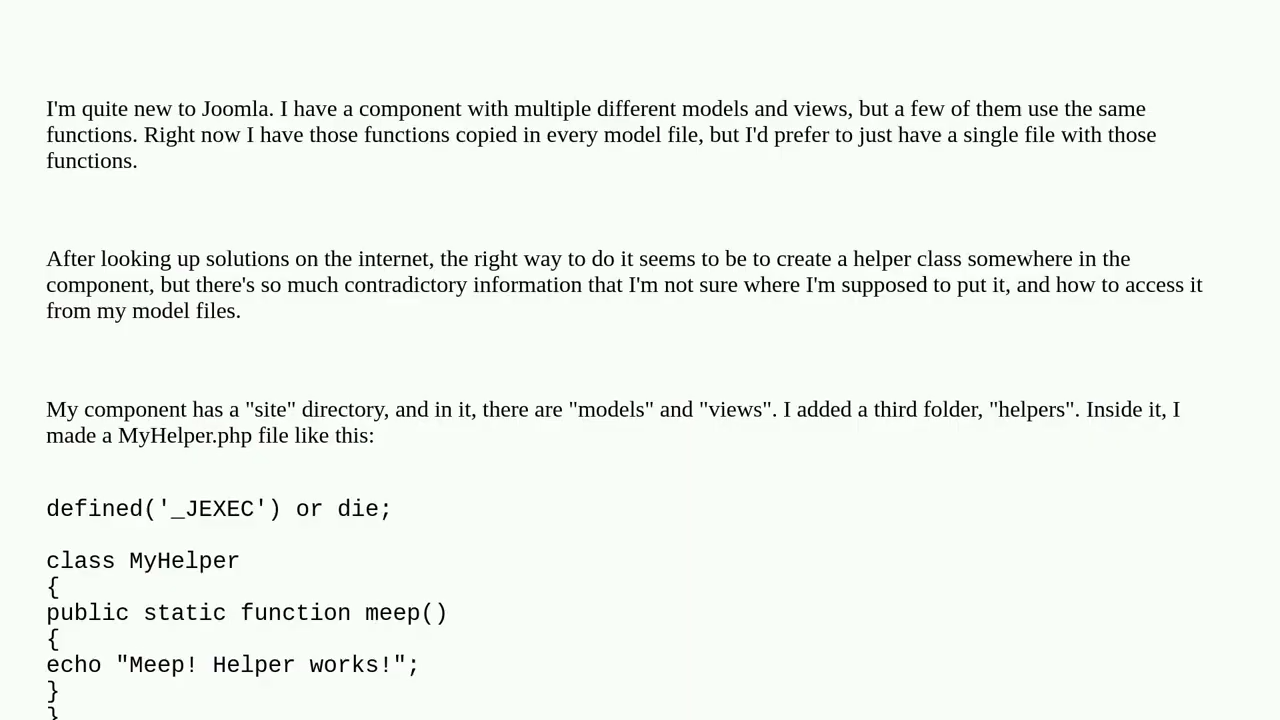 I'm quite new to Joomla. I have a component with multiple different models and views, but a few of them use the same
functions. Right now I have those functions copied in every model file, but I'd prefer to just have a single file with those
functions.
After looking up solutions on the internet, the right way to do it seems to be to create a helper class somewhere in the
component, but there's so much contradictory information that I'm not sure where I'm supposed to put it, and how to access it
from my model files.
My component has a "site" directory, and in it, there are "models" and "views". I added a third folder, "helpers". Inside it, I
made a MyHelper.php file like this:
defined('_JEXEC') or die;
class MyHelper
{
public static function meep()
{
echo "Meep! Helper works!";
}
}